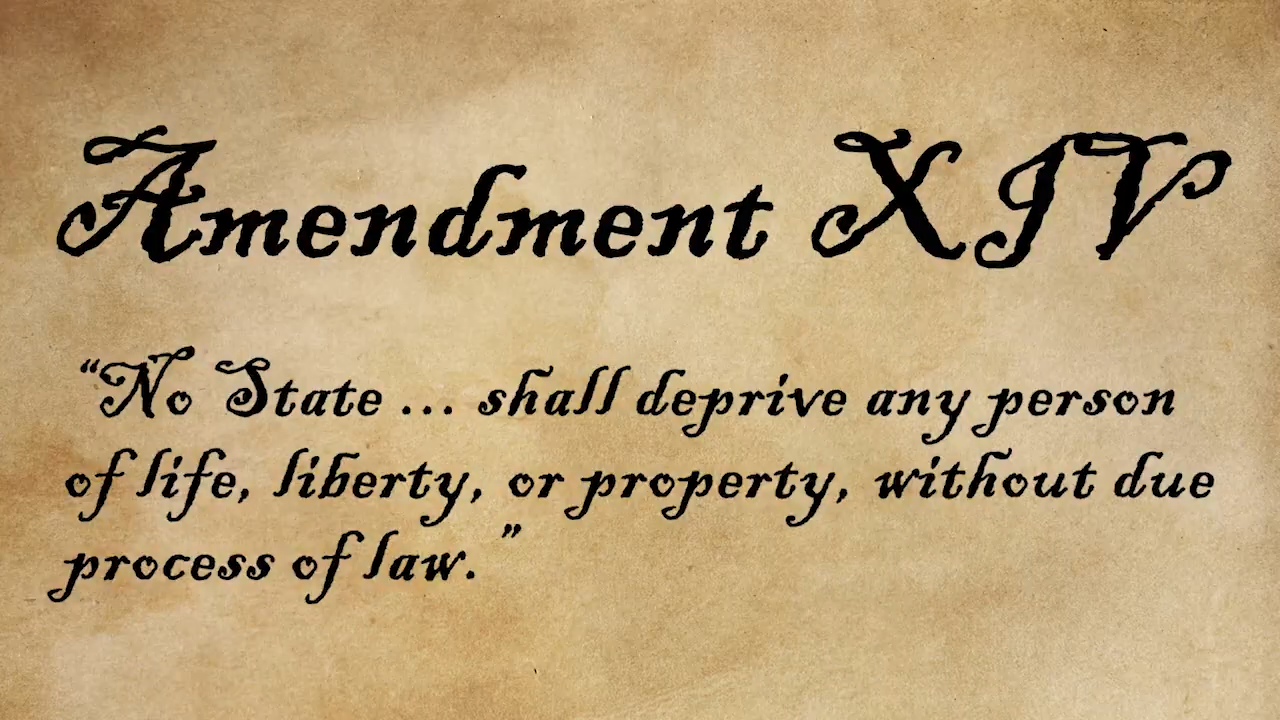 Amendment XIV
“No State ... shall deprive any person
of life, liberty, or property, without due
process of law.”